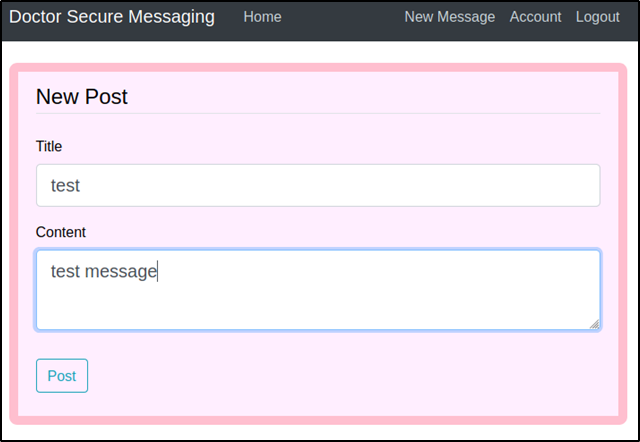 Doctor Secure Messaging Home New Message Account Logout
New Post
Title
test
Content
test message
Post